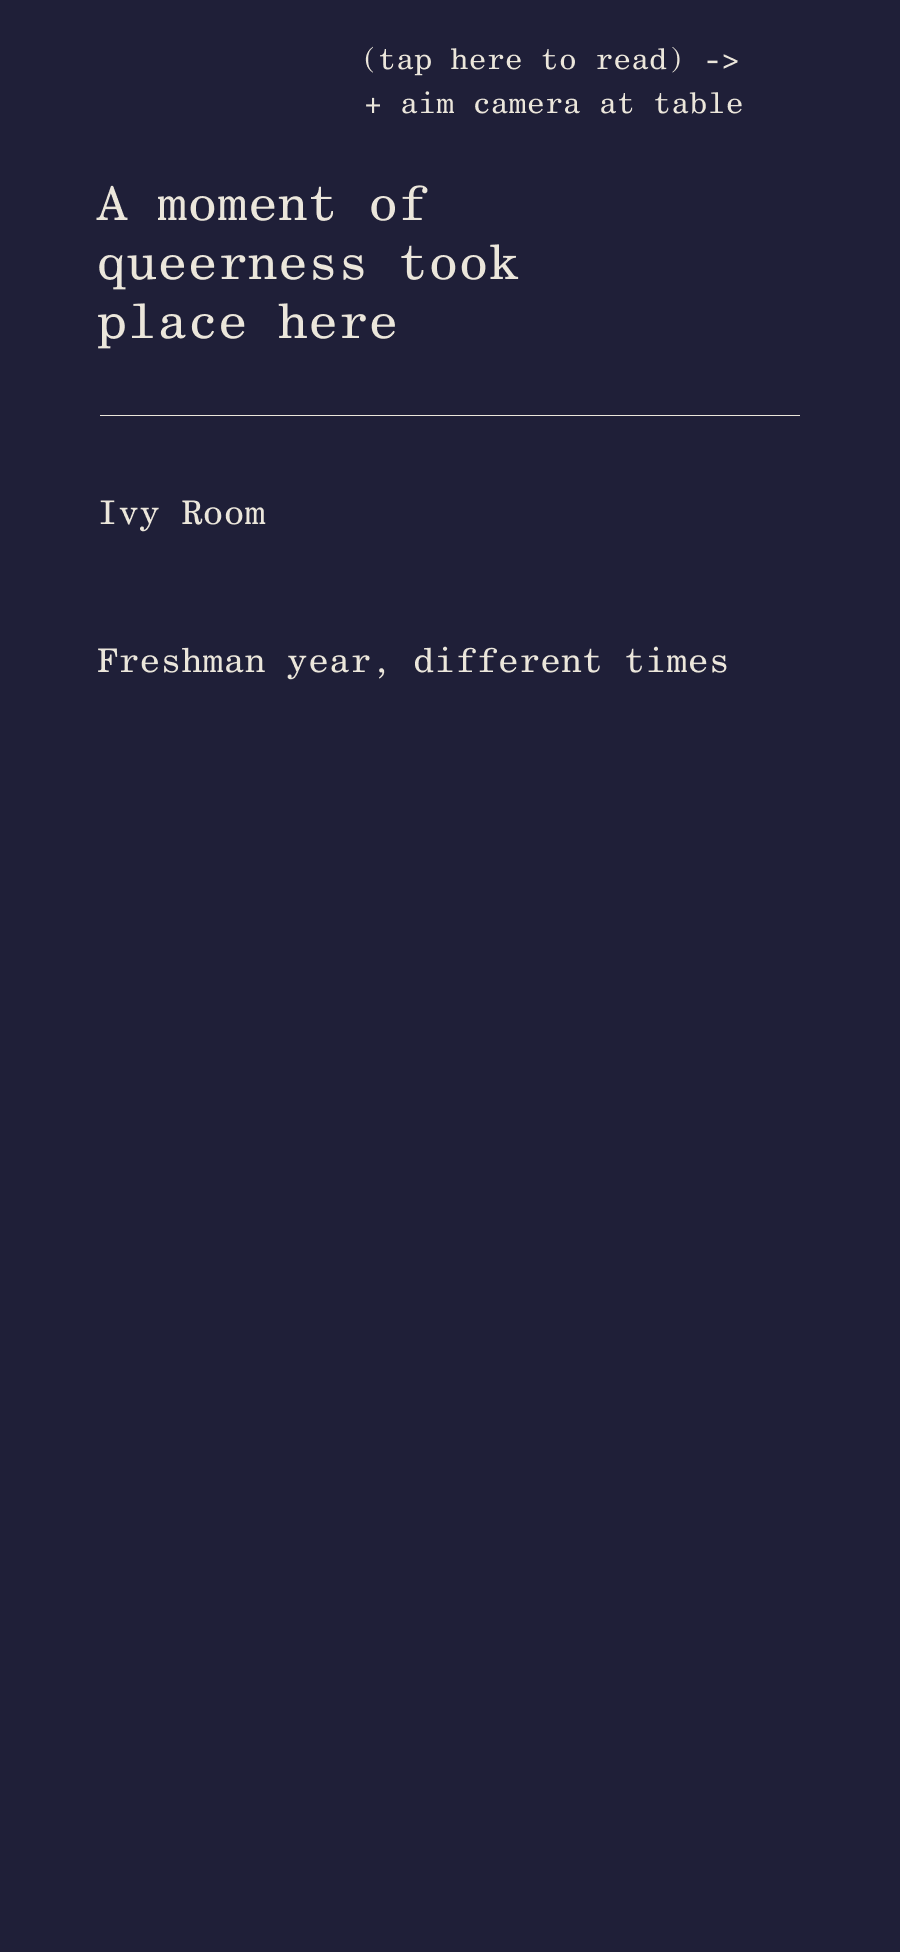 (tap here to read) ->
+ aim camera at table
A moment of
queerness took
place here
Ivy Room
Freshman year, different times